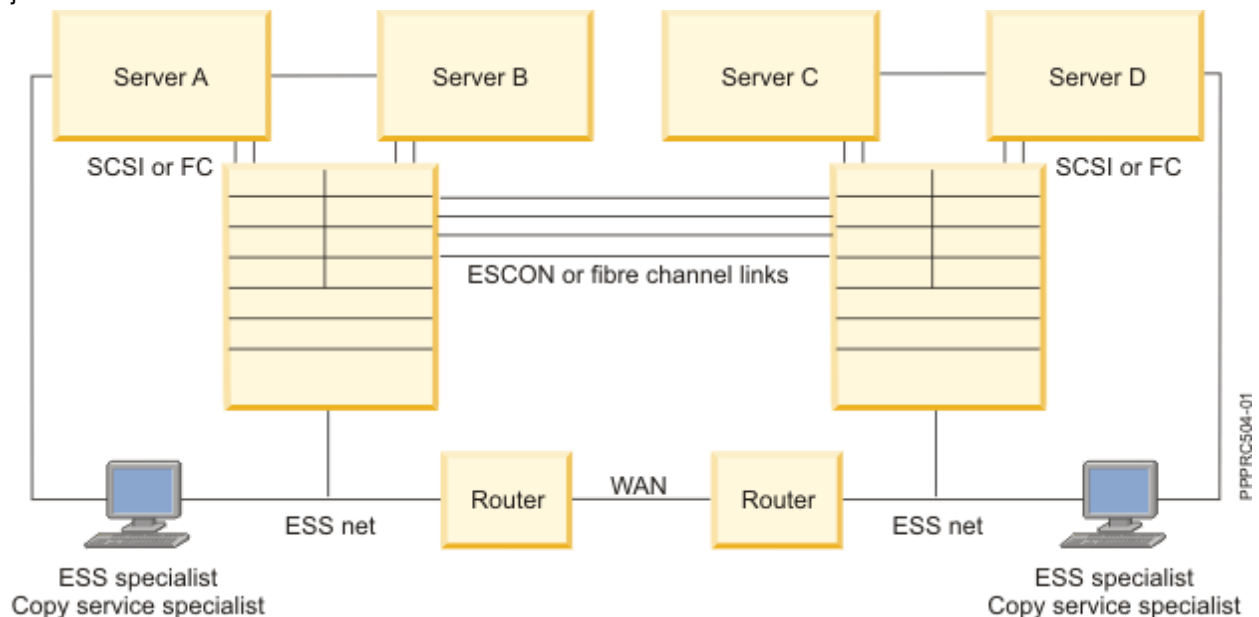 Server A
Server B
Server C
Server D
SCSI or FC
SCSI or FC
ESCON or fibre channel links
Router
WAN
Router
ESS net
ESS net
ESS specialist
Copy service specialist
ESS specialist
Copy service specialist
PPPRC504-01